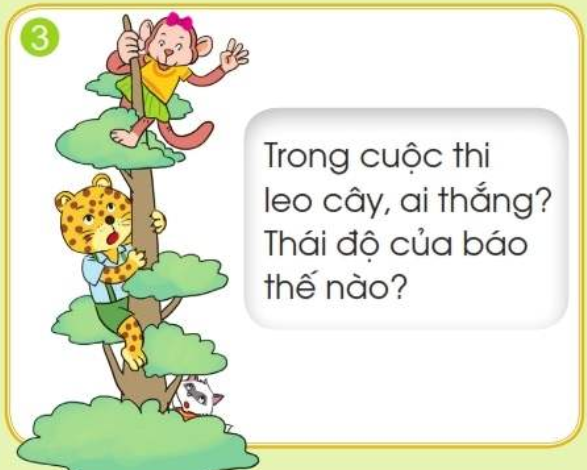 3
Trong cuộc thi
leo cây, ai thắng?
Thái độ của báo
thế nào?